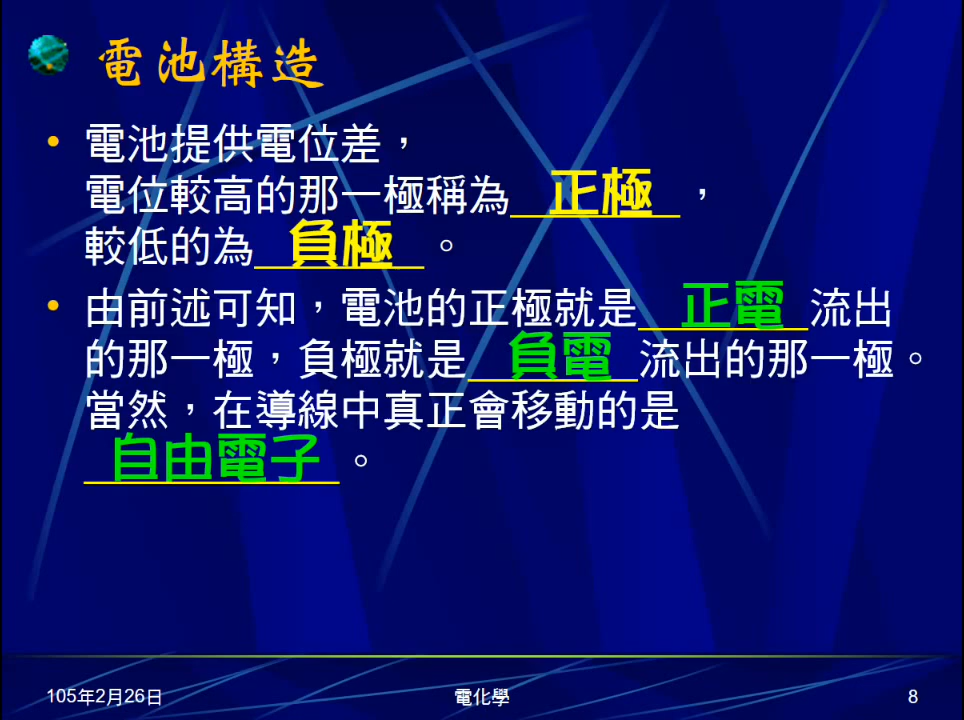 電池構造
• 電池提供電位差，
電位較高的那一極稱為 正極 ，
較低的為 負極 。
• 由前述可知，電池的正極就是 正電 流出
的那一極，負極就是 負電 流出的那一極。
當然，在導線中真正會移動的是
自由電子 。
105年2月26日
電化學
8